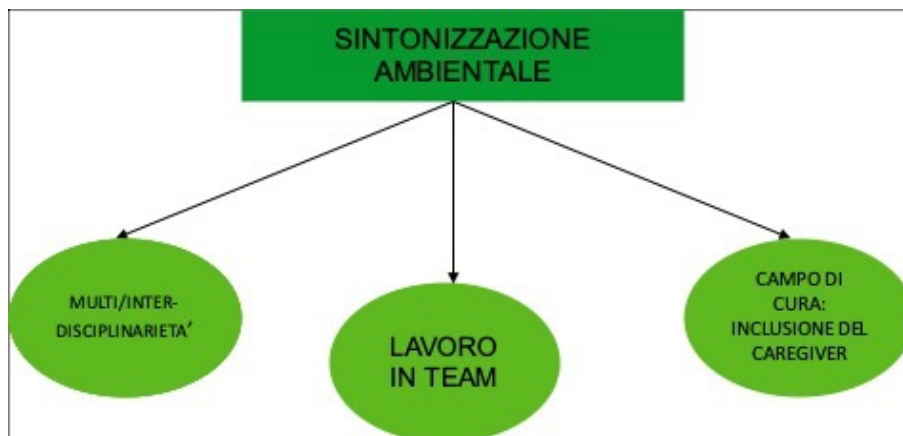 SINTONIZZAZIONE
AMBIENTALE
MULTI/INTER-
DISCIPLINARIETA’
LAVORO
IN TEAM
CAMPO DI
CURA:
INCLUSIONE DEL
CAREGIVER